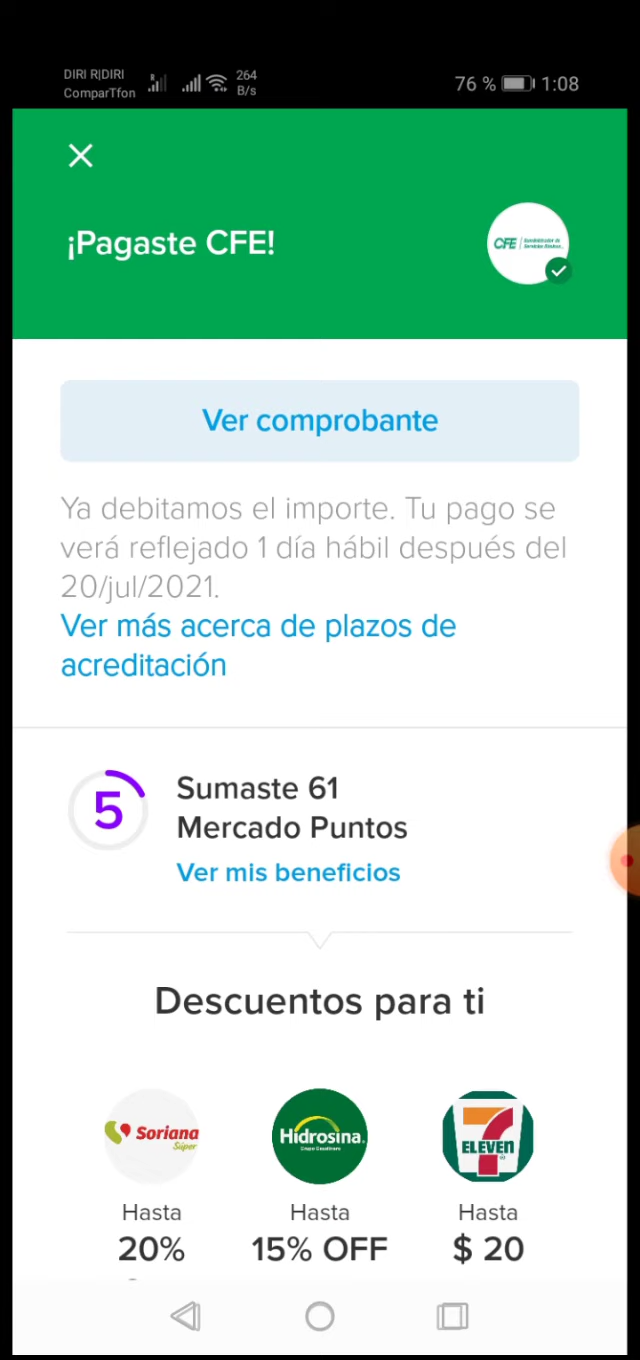 DIRI R|DIRI
ComparTfon
R
264
B/s
76 %
1:08
¡Pagaste CFE!
CFE
Ver comprobante
Ya debitamos el importe. Tu pago se
verá reflejado 1 día hábil después del
20/jul/2021.
Ver más acerca de plazos de
acreditación
5
Sumaste 61
Mercado Puntos
Ver mis beneficios
Descuentos para ti
Soriana
Súper
Hidrosina
7
ELEVEN
Hasta
20%
Hasta
15% OFF
Hasta
$ 20